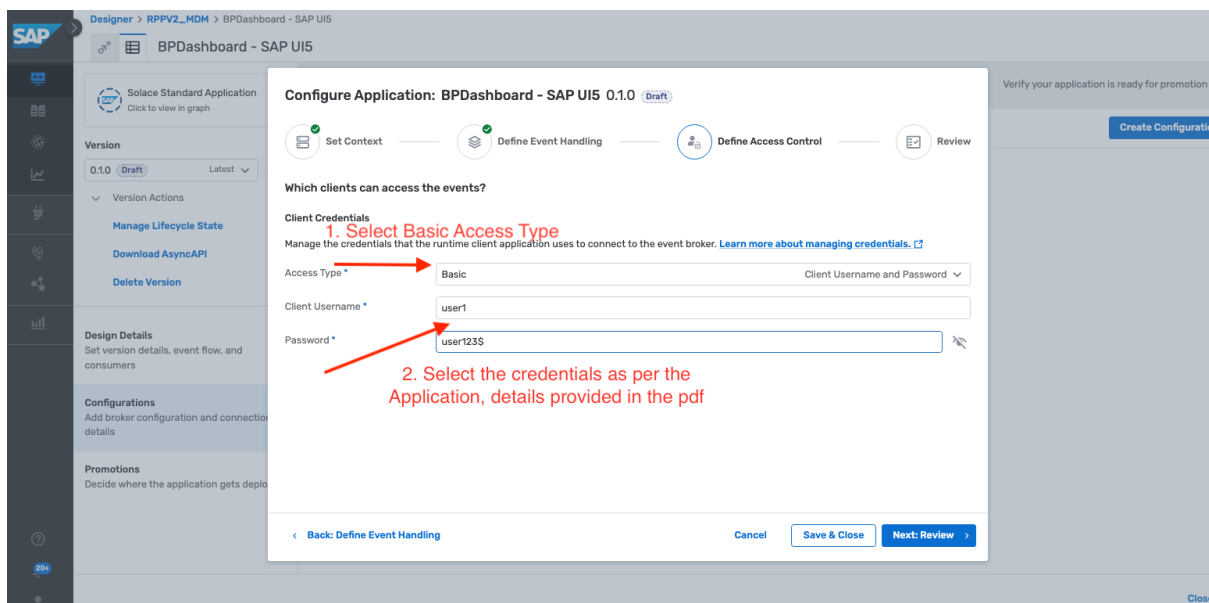 SAP
Designer > RPPV2_MDM > BPDashboard - SAP UI5
BPDashboard - SAP UI5
Solace Standard Application
Click to view in graph
Version
0.1.0 Draft Latest
Version Actions
Manage Lifecycle State
Download AsyncAPI
Delete Version
Design Details
Set version details, event flow, and
consumers
Configurations
Add broker configuration and connection
details
Promotions
Decide where the application gets deplo
20+
Configure Application: BPDashboard - SAP UI5 0.1.0 Draft
Set Context
Define Event Handling
Define Access Control
Review
Which clients can access the events?
Client Credentials
1. Select Basic Access Type
Manage the credentials that the runtime client application uses to connect to the event broker. Learn more about managing credentials.
Access Type *
Basic Client Username and Password
Client Username *
user1
Password *
user123$
2. Select the credentials as per the
Application, details provided in the pdf
< Back: Define Event Handling
Cancel
Save & Close
Next: Review >
Verify your application is ready for promotion
Create Configurati
Close